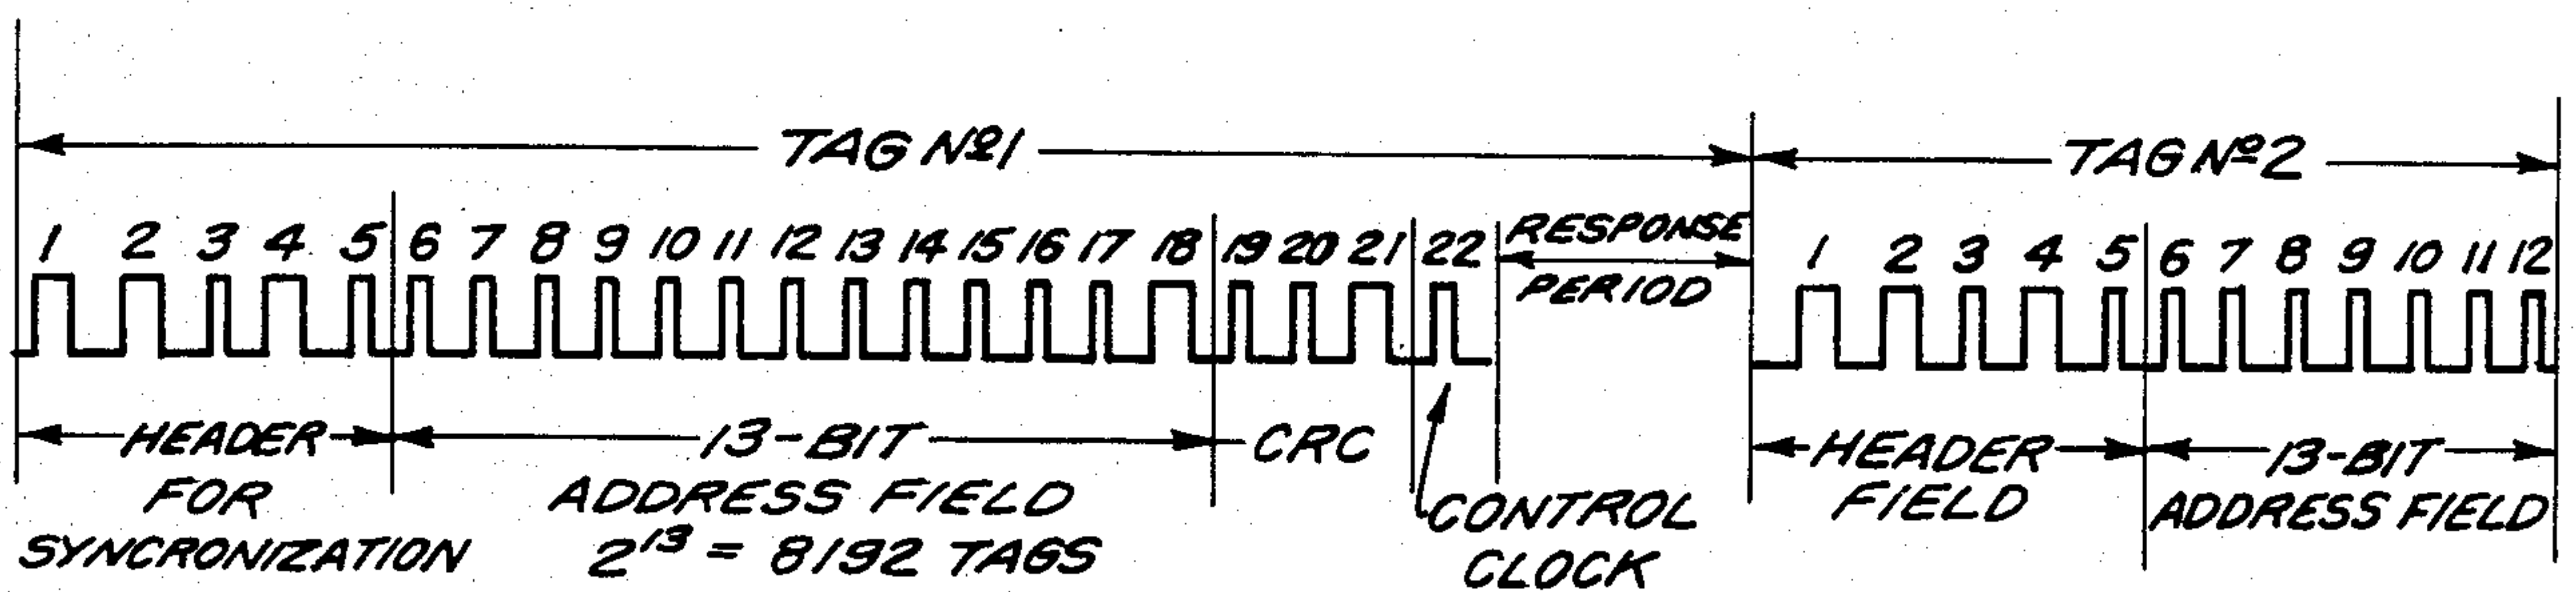 TAG Nº1
TAG Nº2
1 2 3 4 5 6 7 8 9 10 11 12 13 14 15 16 17 18 19 20 21 22
RESPONSE
PERIOD
1 2 3 4 5 6 7 8 9 10 11 12
HEADER
FOR
SYNCRONIZATION
13-BIT
ADDRESS FIELD
2¹³ = 8192 TAGS
CRC
CONTROL
CLOCK
HEADER
FIELD
13-BIT
ADDRESS FIELD